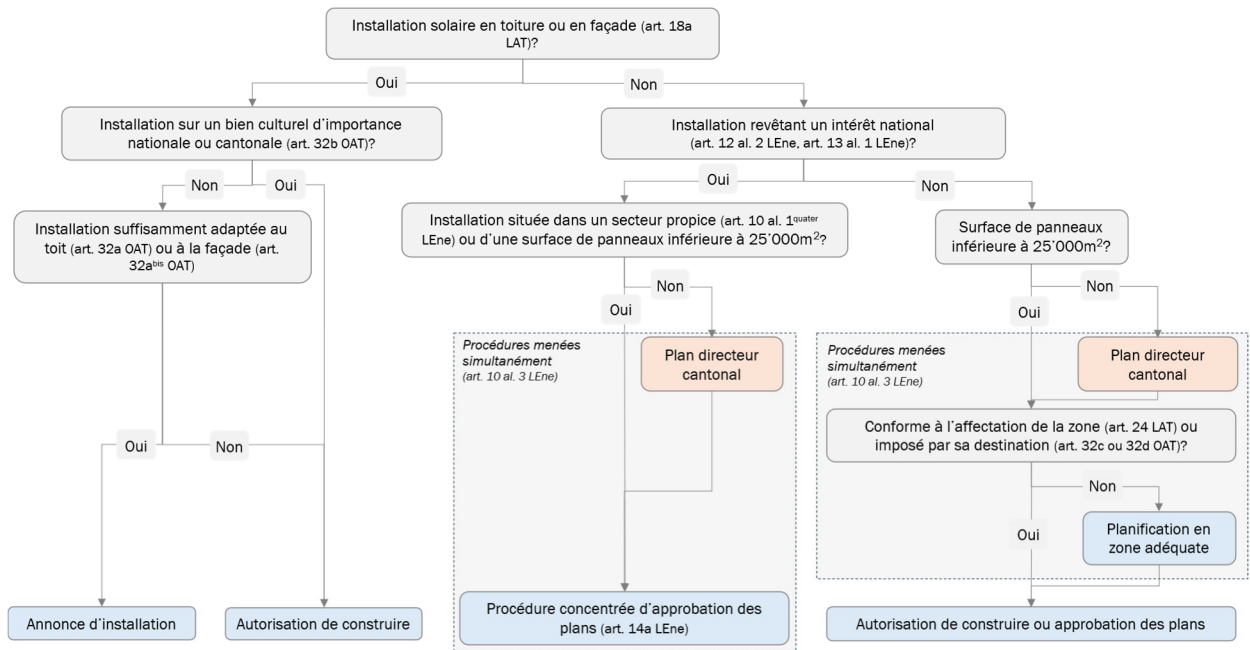 Installation solaire en toiture ou en façade (art. 18a
LAT)?
Oui
Non
Installation sur un bien culturel d'importance
nationale ou cantonale (art. 32b OAT)?
Installation revêtant un intérêt national
(art. 12 al. 2 LEne, art. 13 al. 1 LEne)?
Non
Oui
Oui
Non
Installation suffisamment adaptée au
toit (art. 32a OAT) ou à la façade (art.
32abis OAT)
Installation située dans un secteur propice (art. 10 al. 1quater
LEne) ou d'une surface de panneaux inférieure à 25'000m²?
Surface de panneaux
inférieure à 25'000m²?
Non
Oui
Non
Oui
Procédures menées
simultanément
(art. 10 al. 3 LEne)
Plan directeur
cantonal
Procédures menées
simultanément
(art. 10 al. 3 LEne)
Plan directeur
cantonal
Conforme à l'affectation de la zone (art. 24 LAT) ou
imposé par sa destination (art. 32c ou 32d OAT)?
Oui
Non
Non
Oui
Planification en
zone adéquate
Annonce d'installation
Autorisation de construire
Procédure concentrée d'approbation des
plans (art. 14a LEne)
Autorisation de construire ou approbation des plans